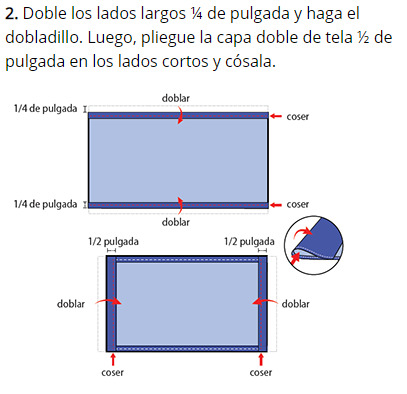 2. Doble los lados largos ¼ de pulgada y haga el
dobladillo. Luego, pliegue la capa doble de tela ½ de
pulgada en los lados cortos y cósala.
doblar
1/4 de pulgada
coser
1/4 de pulgada
coser
doblar
1/2 pulgada
1/2 pulgada
doblar
doblar
coser
coser